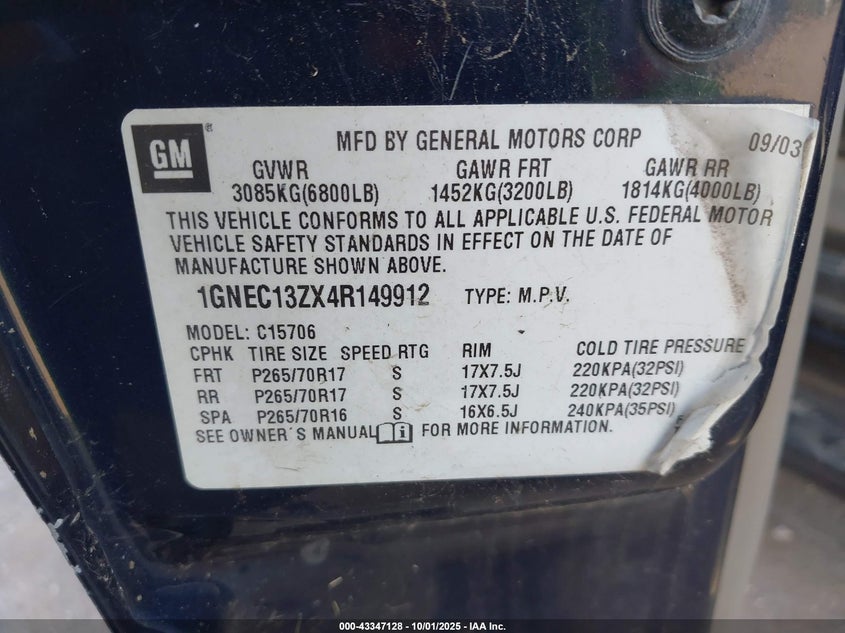 GM ®
MFD BY GENERAL MOTORS CORP 09/03
GVWR GAWR FRT GAWR RR
3085KG(6800LB) 1452KG(3200LB) 1814KG(4000LB)
THIS VEHICLE CONFORMS TO ALL APPLICABLE U.S. FEDERAL MOTOR
VEHICLE SAFETY STANDARDS IN EFFECT ON THE DATE OF
MANUFACTURE SHOWN ABOVE.
1GNEC13ZX4R149912 TYPE: M.P.V.
MODEL: C15706
CPHK TIRE SIZE SPEED RTG RIM COLD TIRE PRESSURE
FRT P265/70R17 S 17X7.5J 220KPA(32PSI)
RR P265/70R17 S 17X7.5J 220KPA(32PSI)
SPA P265/70R16 S 16X6.5J 240KPA(35PSI)
SEE OWNER'S MANUAL i FOR MORE INFORMATION.
000-43347128 - 10/01/2025 - IAA Inc.